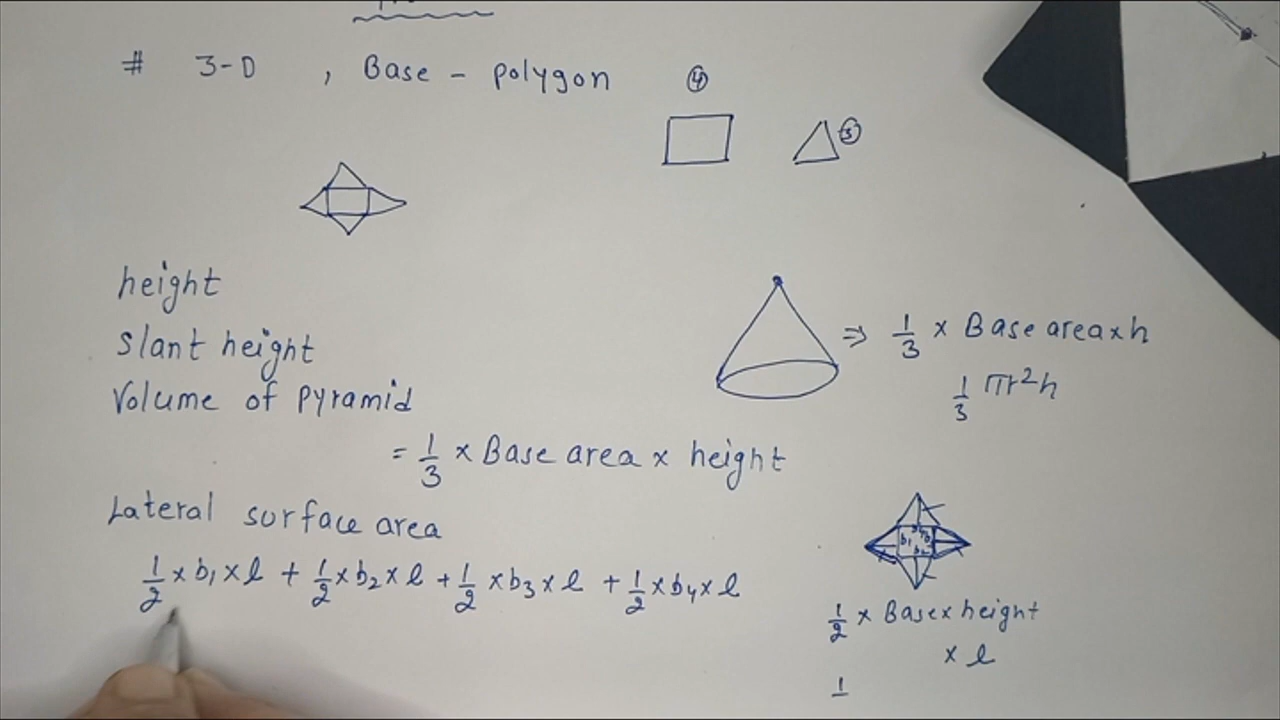 # 3-D , Base - polygon ④
③
height
Slant height
⇒ 1/3 × Base area × h
1/3 πr²h
Volume of pyramid
= 1/3 × Base area × height
Lateral surface area
1/2 × b₁ × l + 1/2 × b₂ × l + 1/2 × b₃ × l + 1/2 × b₄ × l
b₁
1/2 × Base × height
× l
1